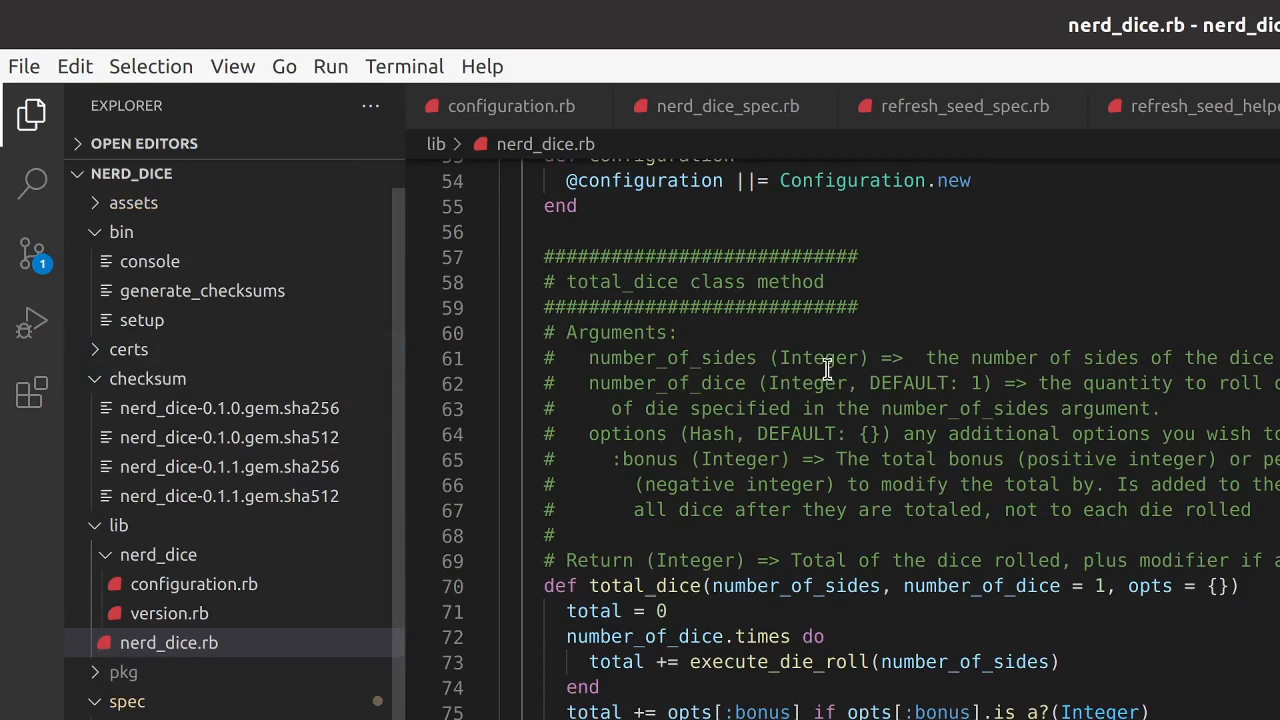 nerd_dice.rb - nerd_dic
File Edit Selection View Go Run Terminal Help
EXPLORER ...
OPEN EDITORS
NERD_DICE
assets
bin
console
generate_checksums
setup
certs
checksum
nerd_dice-0.1.0.gem.sha256
nerd_dice-0.1.0.gem.sha512
nerd_dice-0.1.1.gem.sha256
nerd_dice-0.1.1.gem.sha512
lib
nerd_dice
configuration.rb
version.rb
nerd_dice.rb
pkg
spec
1
configuration.rb nerd_dice_spec.rb refresh_seed_spec.rb refresh_seed_helpe
lib > nerd_dice.rb
53 def configuration
54 @configuration ||= Configuration.new
55 end
56
57 ############################
58 # total_dice class method
59 ############################
60 # Arguments:
61 #   number_of_sides (Integer) =>  the number of sides of the dice
62 #   number_of_dice (Integer, DEFAULT: 1) => the quantity to roll o
63 #     of die specified in the number_of_sides argument.
64 #   options (Hash, DEFAULT: {}) any additional options you wish to
65 #     :bonus (Integer) => The total bonus (positive integer) or pe
66 #       (negative integer) to modify the total by. Is added to the
67 #       all dice after they are totaled, not to each die rolled
68 #
69 # Return (Integer) => Total of the dice rolled, plus modifier if a
70 def total_dice(number_of_sides, number_of_dice = 1, opts = {})
71 total = 0
72 number_of_dice.times do
73 total += execute_die_roll(number_of_sides)
74 end
75 total += opts[:bonus] if opts[:bonus].is_a?(Integer)